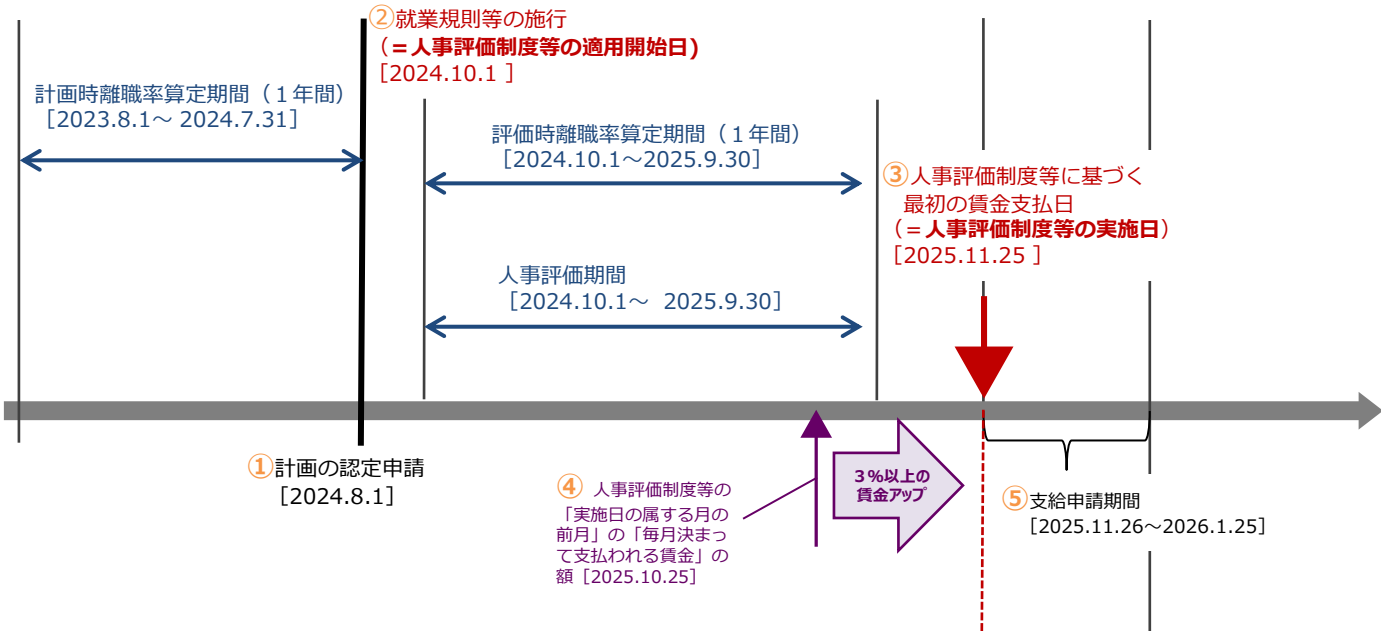 ②就業規則等の施行
(=人事評価制度等の適用開始日)
[2024.10.1 ]
計画時離職率算定期間(1年間)
[2023.8.1~ 2024.7.31]
評価時離職率算定期間(1年間)
[2024.10.1~2025.9.30]
③人事評価制度等に基づく
最初の賃金支払日
(=人事評価制度等の実施日)
[2025.11.25 ]
人事評価期間
[2024.10.1~ 2025.9.30]
①計画の認定申請
[2024.8.1]
④ 人事評価制度等の
「実施日の属する月の
前月」の「毎月決まっ
て支払われる賃金」の
額[2025.10.25]
3%以上の
賃金アップ
⑤支給申請期間
[2025.11.26~2026.1.25]